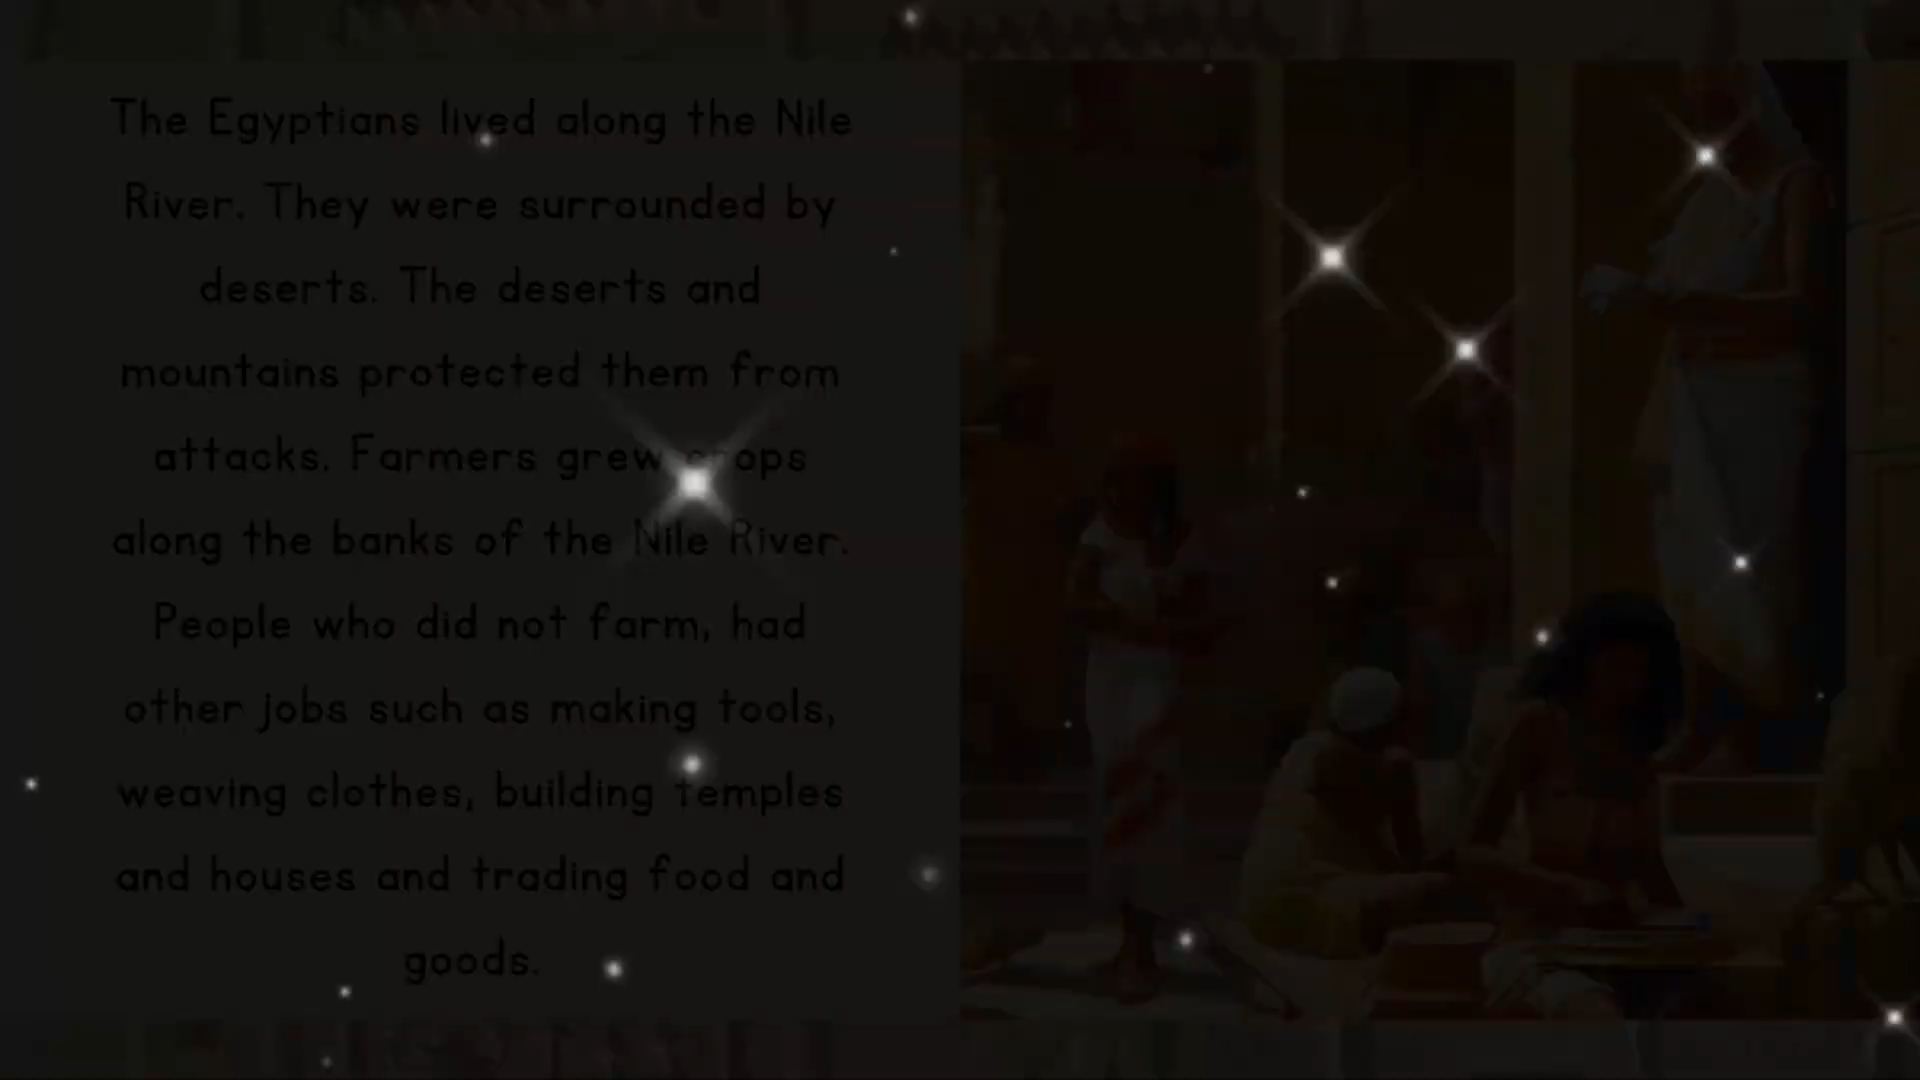 The Egyptians lived along the Nile
River. They were surrounded by
deserts. The deserts and
mountains protected them from
attacks. Farmers grew crops
along the banks of the Nile River.
People who did not farm, had
other jobs such as making tools,
weaving clothes, building temples
and houses and trading food and
goods.